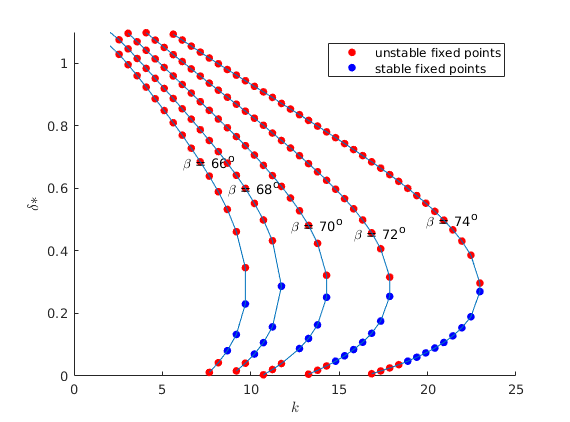 unstable fixed points
stable fixed points
1
0.8
0.6
0.4
0.2
0
δ*
β = 66°
β = 68°
β = 70°
β = 72°
β = 74°
0 5 10 15 20 25
k